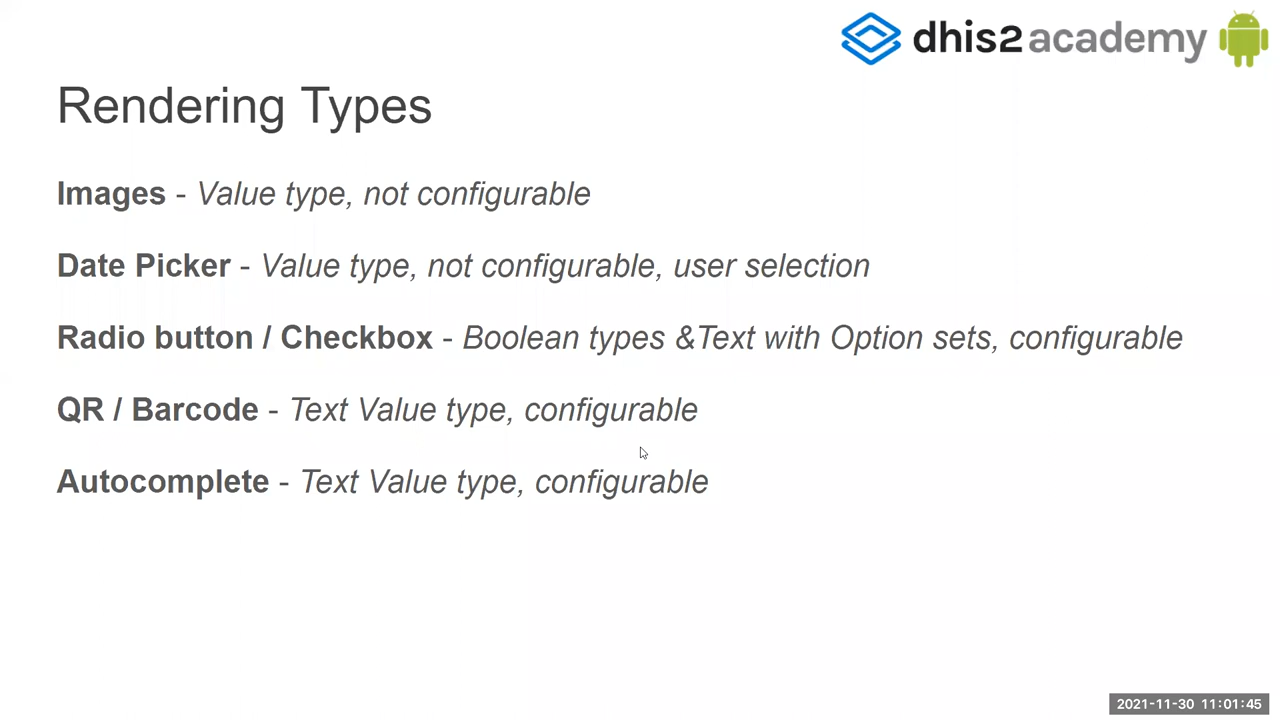 dhis2 academy
Rendering Types
Images - Value type, not configurable
Date Picker - Value type, not configurable, user selection
Radio button / Checkbox - Boolean types &Text with Option sets, configurable
QR / Barcode - Text Value type, configurable
Autocomplete - Text Value type, configurable
2021-11-30 11:01:45